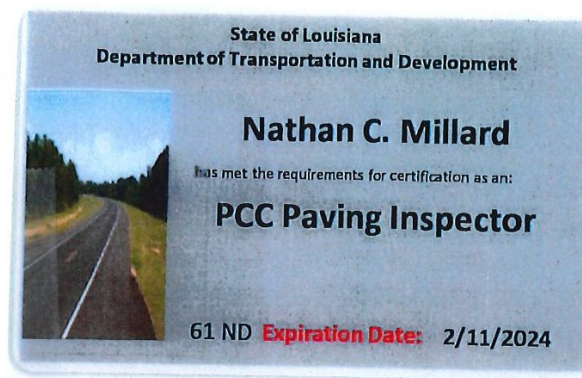 State of Louisiana
Department of Transportation and Development
Nathan C. Millard
has met the requirements for certification as an:
PCC Paving Inspector
61 ND Expiration Date: 2/11/2024